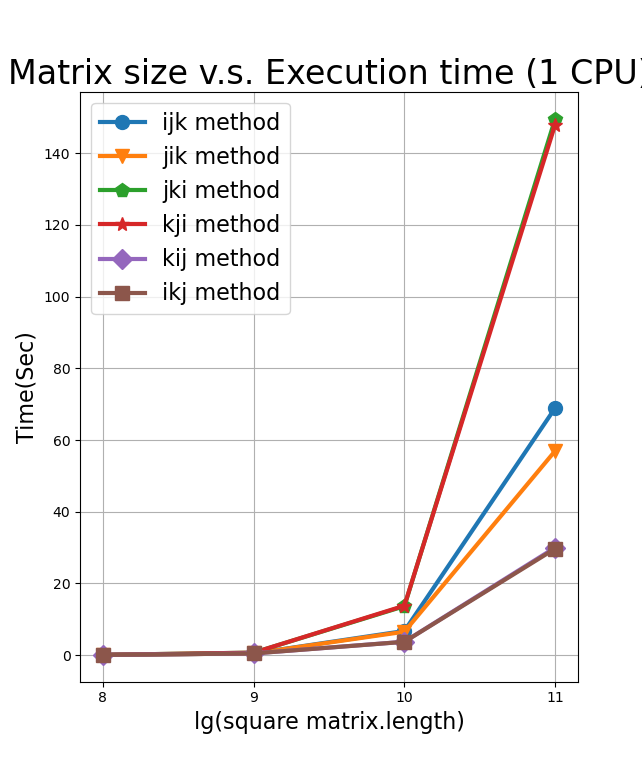 Matrix size v.s. Execution time (1 CPU)
ijk method
jik method
jki method
kji method
kij method
ikj method
140
120
100
80
60
40
20
0
Time(Sec)
8 9 10 11
lg(square matrix.length)